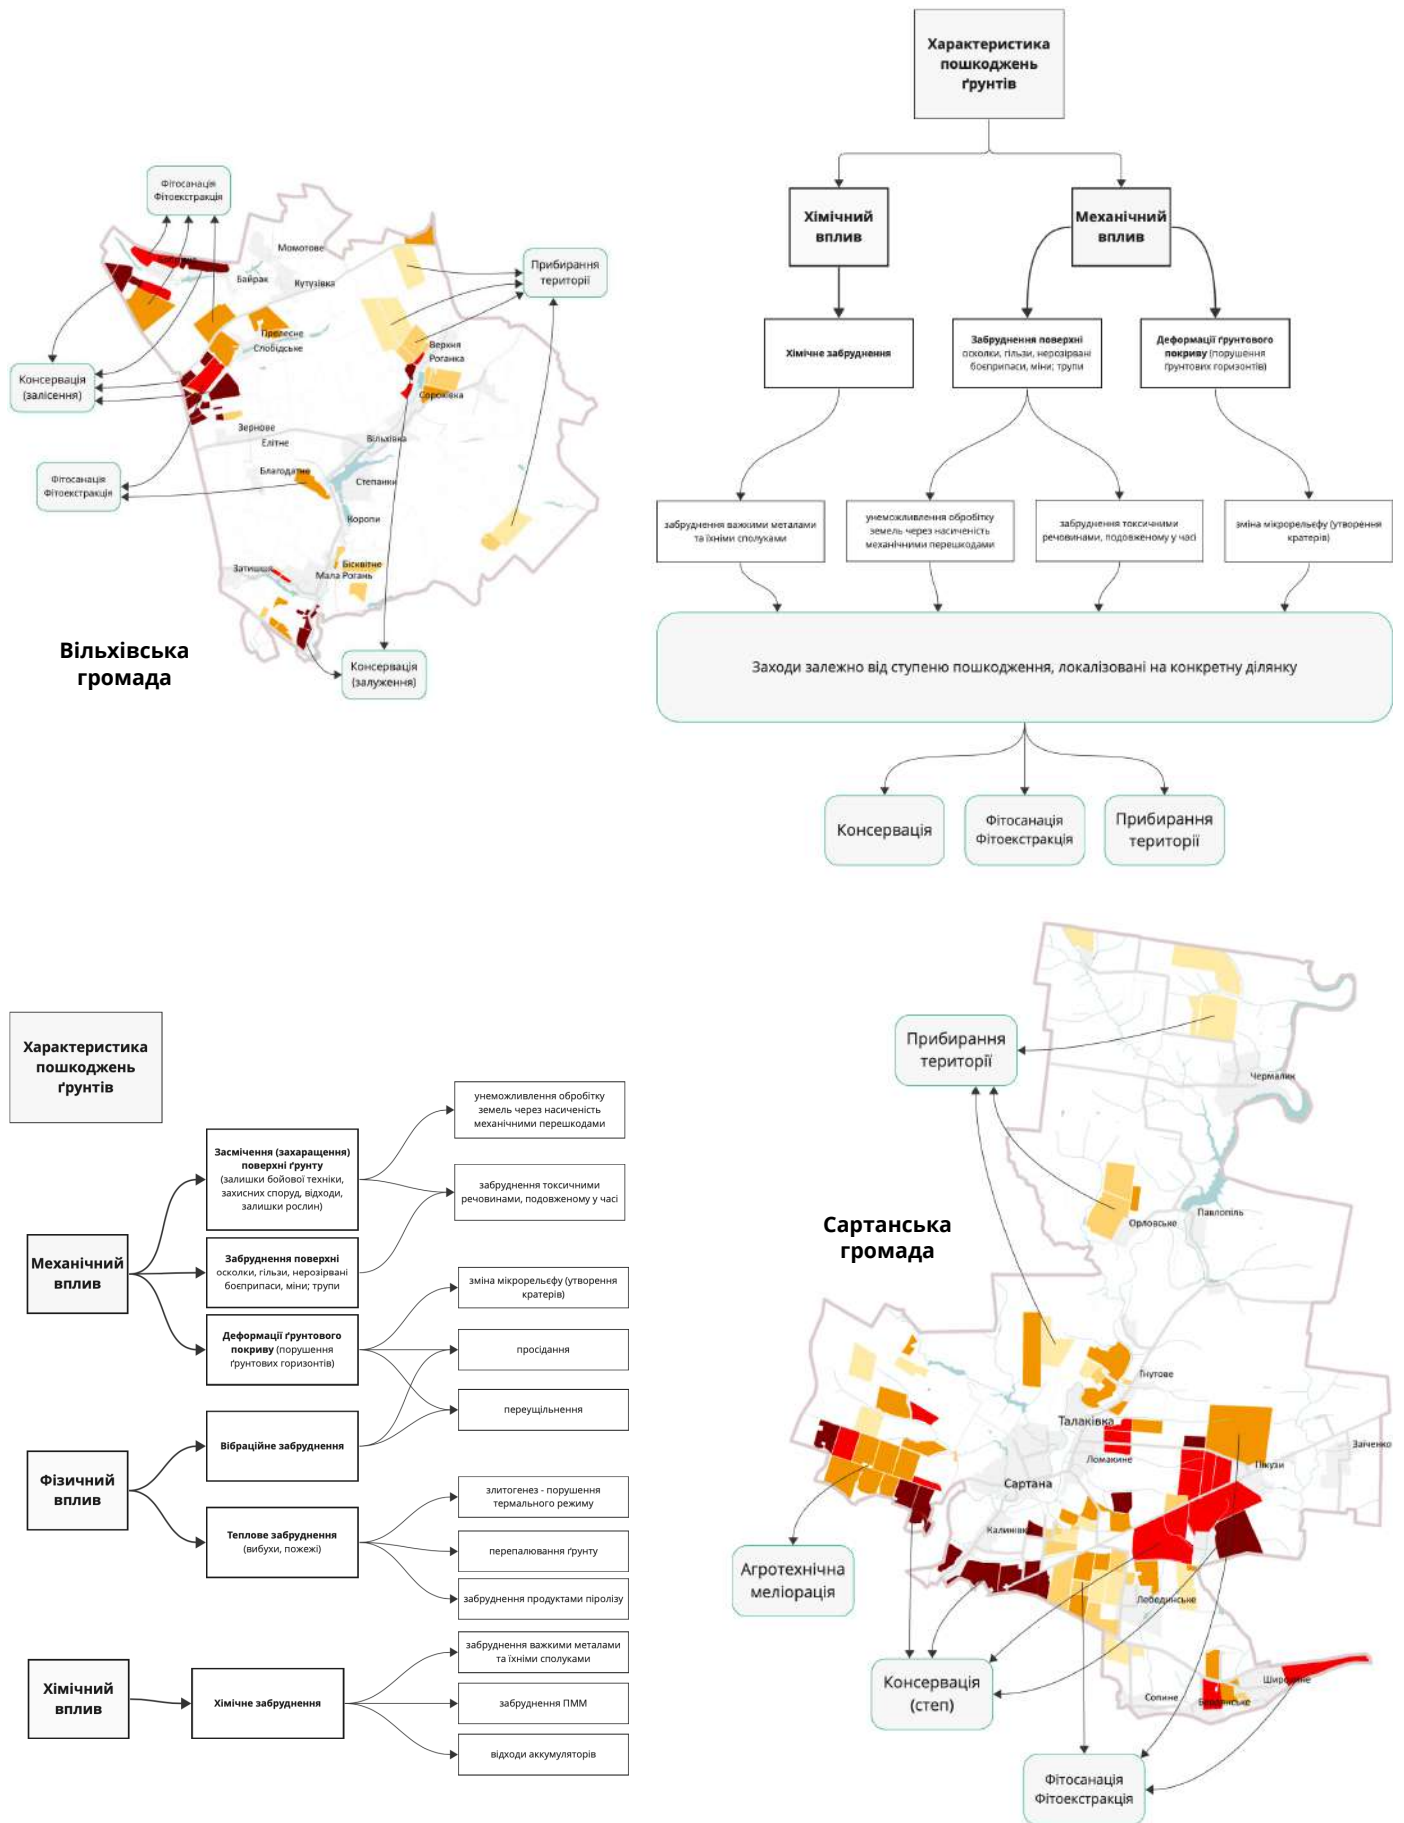 Фітосанація
Фітоекстракція
Момотове
Байрак
Кутузівка
Прибирання
території
Прелесне
Слобідське
Верхня
Роганка
Сороківка
Консервація
(залісення)
Зернове
Елітне
Вільхівка
Благодатне
Степанки
Фітосанація
Фітоекстракція
Коропи
Затишшя
Бісквітне
Мала Рогань
Вільхівська
громада
Консервація
(залуження)
Характеристика
пошкоджень
ґрунтів
Хімічний
вплив
Механічний
вплив
Хімічне забруднення
Забруднення поверхні
осколки, гільзи, нерозірвані
боєприпаси, міни; трупи
Деформації ґрунтового
покриву (порушення
ґрунтових горизонтів)
забруднення важкими металами
та їхніми сполуками
унеможливлення обробітку
земель через насиченість
механічними перешкодами
забруднення токсичними
речовинами, подовженому у часі
зміна мікрорельєфу (утворення
кратерів)
Заходи залежно від ступеню пошкодження, локалізовані на конкретну ділянку
Консервація
Фітосанація
Фітоекстракція
Прибирання
території
Характеристика
пошкоджень
ґрунтів
Механічний
вплив
Засмічення (захаращення)
поверхні ґрунту
(залишки бойової техніки,
захисних споруд, відходи,
залишки рослин)
Забруднення поверхні
осколки, гільзи, нерозірвані
боєприпаси, міни; трупи
Деформації ґрунтового
покриву (порушення
ґрунтових горизонтів)
унеможливлення обробітку
земель через насиченість
механічними перешкодами
забруднення токсичними
речовинами, подовженому у часі
зміна мікрорельєфу (утворення
кратерів)
просідання
переущільнення
Фізичний
вплив
Вібраційне забруднення
Теплове забруднення
(вибухи, пожежі)
злитогенез - порушення
термального режиму
перепалювання ґрунту
забруднення продуктами піролізу
Хімічний
вплив
Хімічне забруднення
забруднення важкими металами
та їхніми сполуками
забруднення ПММ
відходи аккумуляторів
Прибирання
території
Чермалик
Павлопіль
Орловське
Сартанська
громада
Гнутове
Талаківка
Заіченко
Ломакине
Пікузи
Сартана
Калинівка
Агротехнічна
меліорація
Лебединське
Консервація
(степ)
Широкине
Сопине
Бердянське
Фітосанація
Фітоекстракція